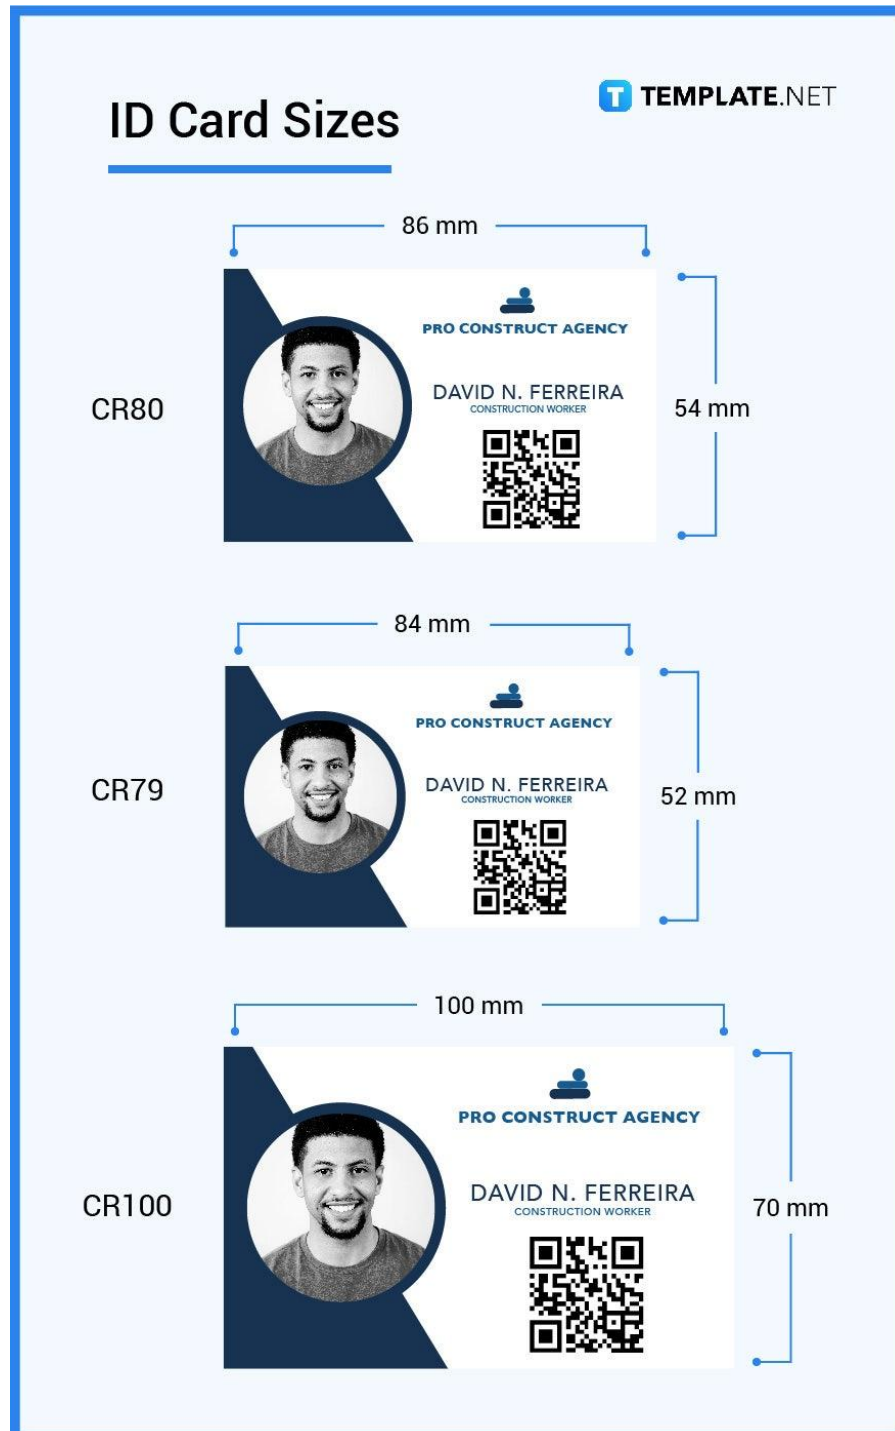 ID Card Sizes
TEMPLATE.NET
86 mm
PRO CONSTRUCT AGENCY
DAVID N. FERREIRA
CONSTRUCTION WORKER
CR80
54 mm
84 mm
PRO CONSTRUCT AGENCY
DAVID N. FERREIRA
CONSTRUCTION WORKER
CR79
52 mm
100 mm
PRO CONSTRUCT AGENCY
DAVID N. FERREIRA
CONSTRUCTION WORKER
CR100
70 mm